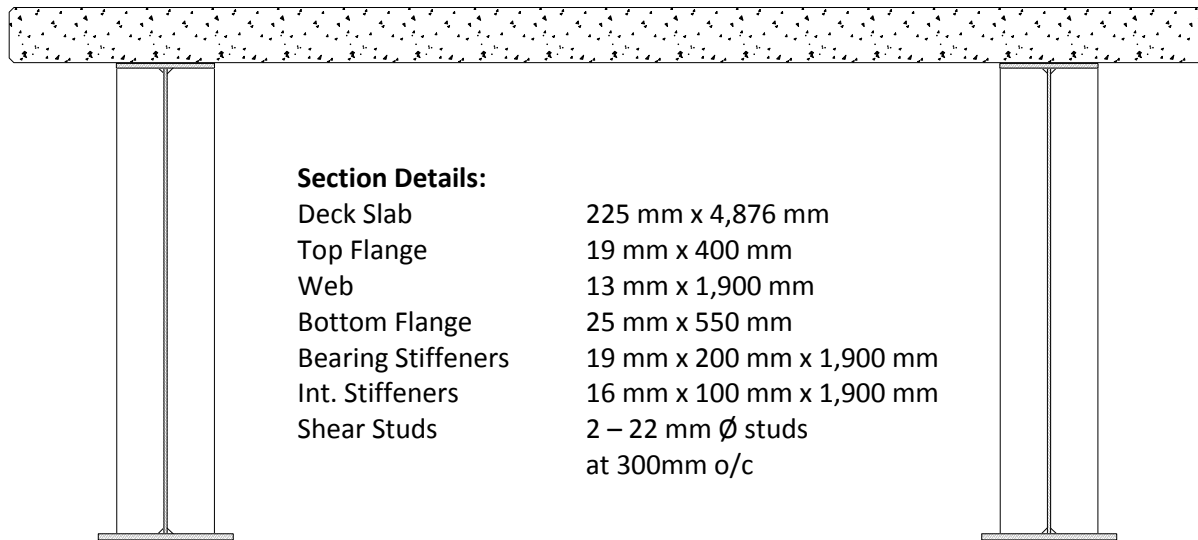 Section Details:
Deck Slab 225 mm x 4,876 mm
Top Flange 19 mm x 400 mm
Web 13 mm x 1,900 mm
Bottom Flange 25 mm x 550 mm
Bearing Stiffeners 19 mm x 200 mm x 1,900 mm
Int. Stiffeners 16 mm x 100 mm x 1,900 mm
Shear Studs 2 – 22 mm Ø studs
at 300mm o/c